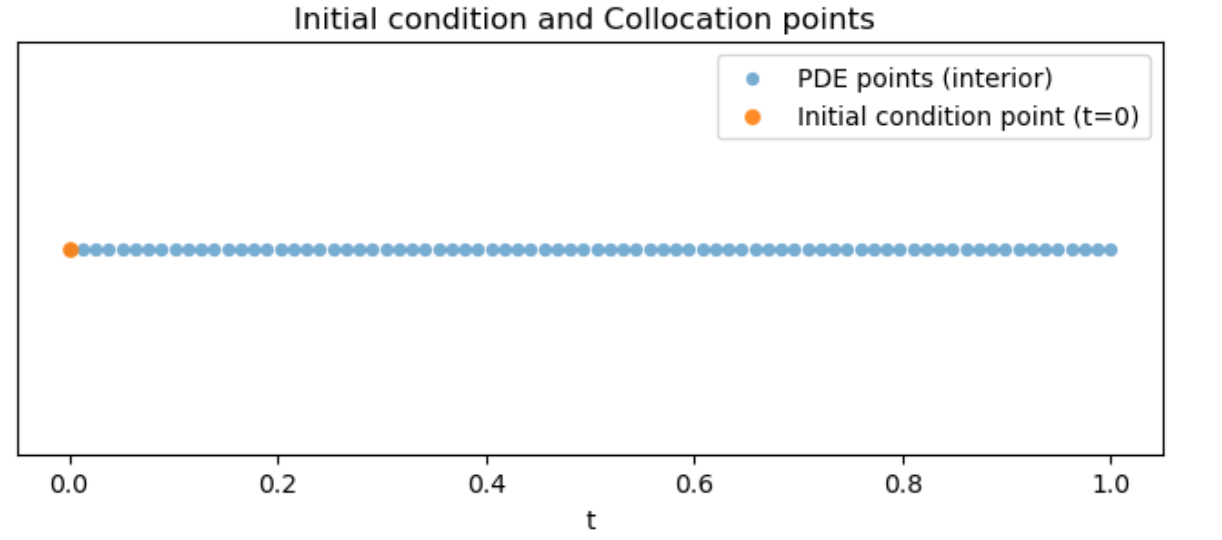 Initial condition and Collocation points
PDE points (interior)
Initial condition point (t=0)
0.0 0.2 0.4 0.6 0.8 1.0
t